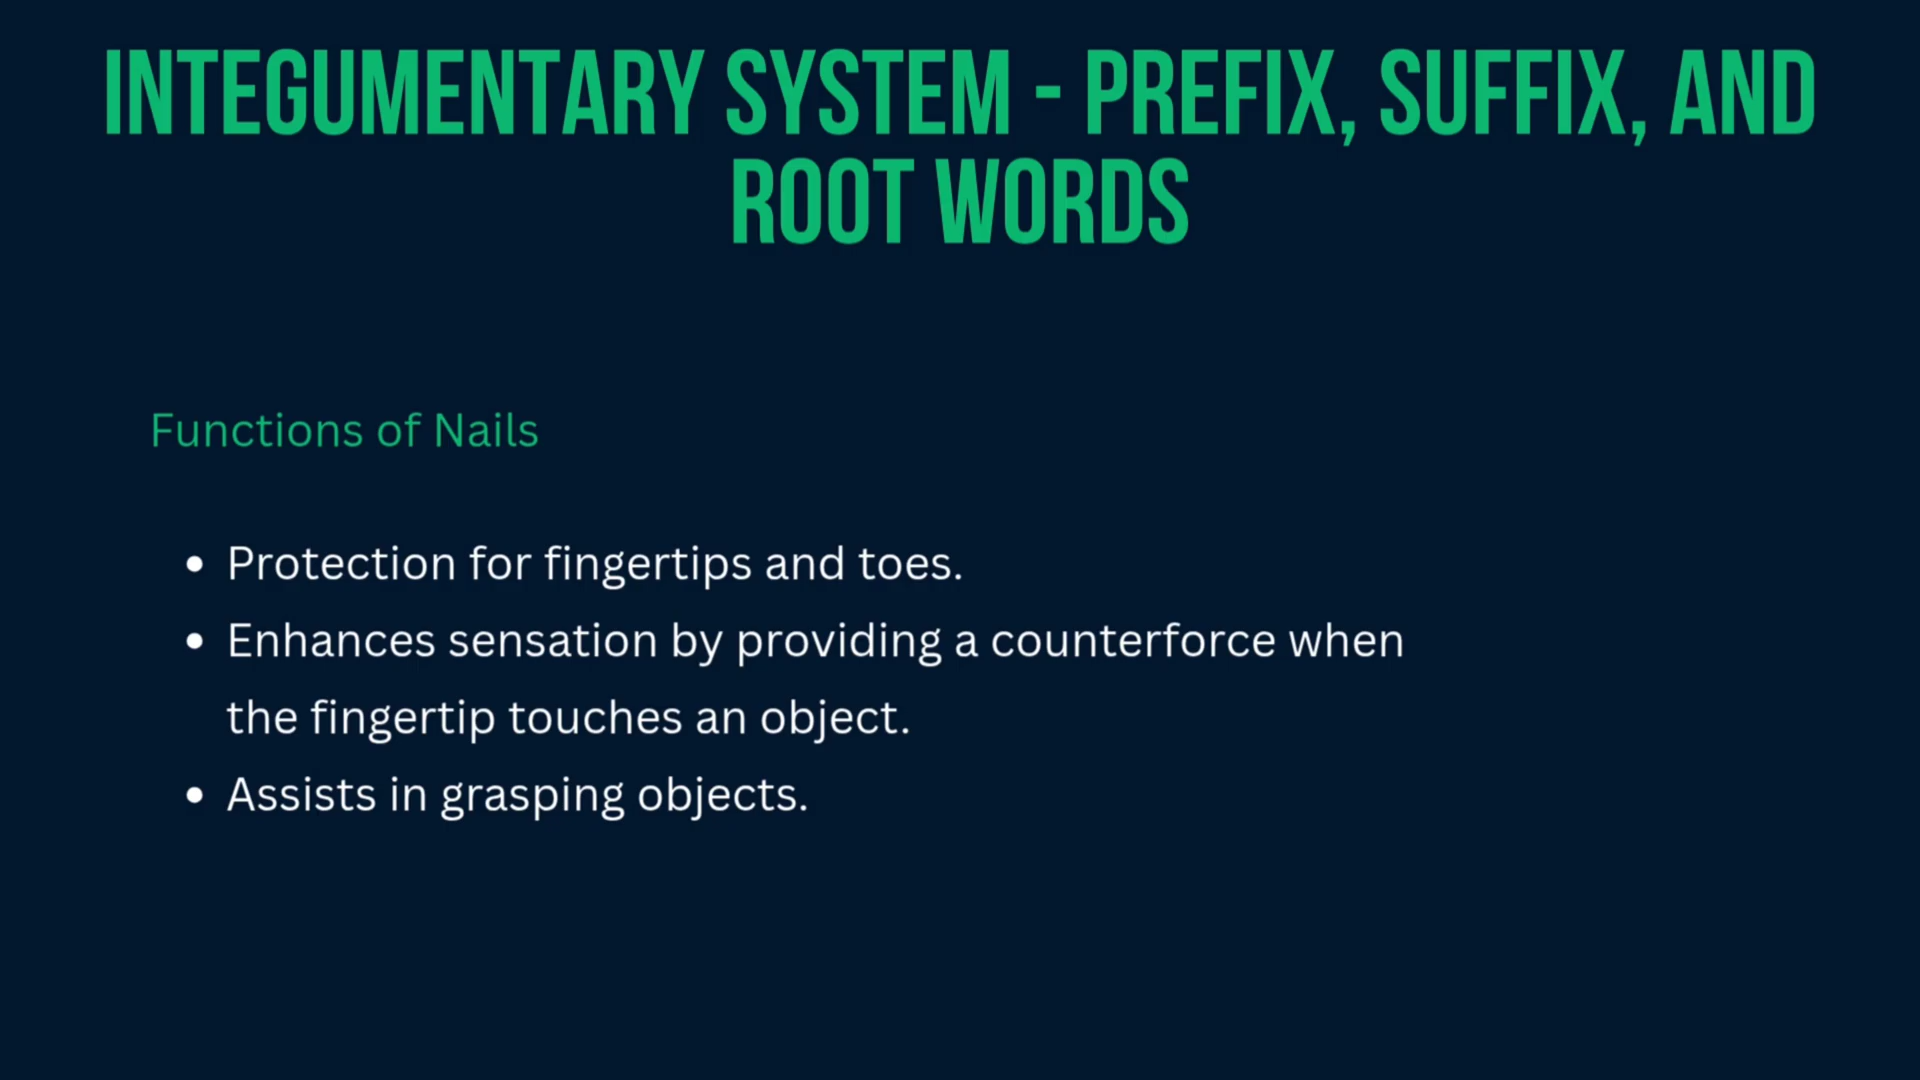 INTEGUMENTARY SYSTEM - PREFIX, SUFFIX, AND
ROOT WORDS
Functions of Nails
• Protection for fingertips and toes.
• Enhances sensation by providing a counterforce when
the fingertip touches an object.
• Assists in grasping objects.